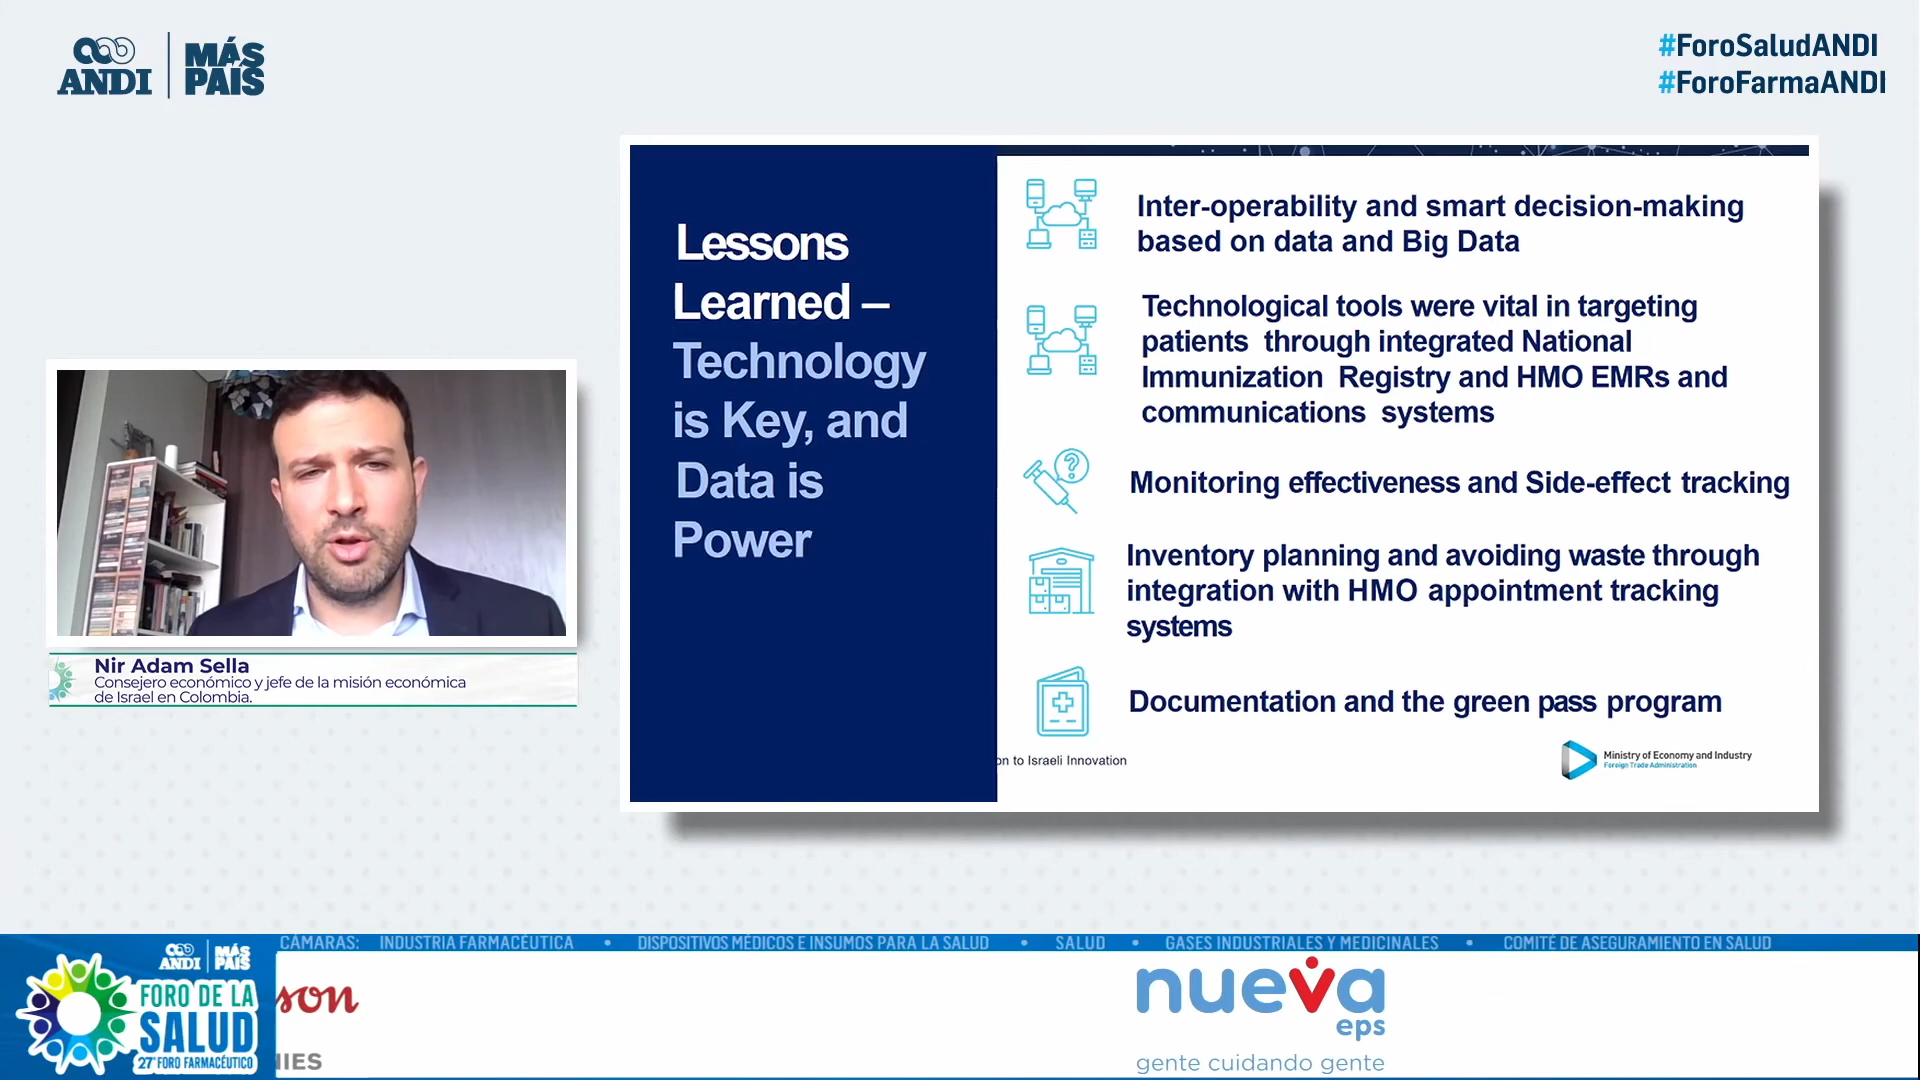 ANDI
MÁS
PAÍS
#ForoSaludANDI
#ForoFarmaANDI
Lessons
Learned –
Technology
is Key, and
Data is
Power
Inter-operability and smart decision-making
based on data and Big Data
Technological tools were vital in targeting
patients through integrated National
Immunization Registry and HMO EMRs and
communications systems
?
Monitoring effectiveness and Side-effect tracking
Inventory planning and avoiding waste through
integration with HMO appointment tracking
systems
Documentation and the green pass program
on to Israeli Innovation
Ministry of Economy and Industry
Foreign Trade Administration
Nir Adam Sella
Consejero económico y jefe de la misión económica
de Israel en Colombia.
CÁMARAS: INDUSTRIA FARMACÉUTICA • DISPOSITIVOS MÉDICOS E INSUMOS PARA LA SALUD • SALUD • GASES INDUSTRIALES Y MEDICINALES • COMITÉ DE ASEGURAMIENTO EN SALUD
ANDI
MÁS
PAÍS
FORO DE LA
SALUD
27° FORO FARMACÉUTICO
son
NIES
nueva
eps
gente cuidando gente